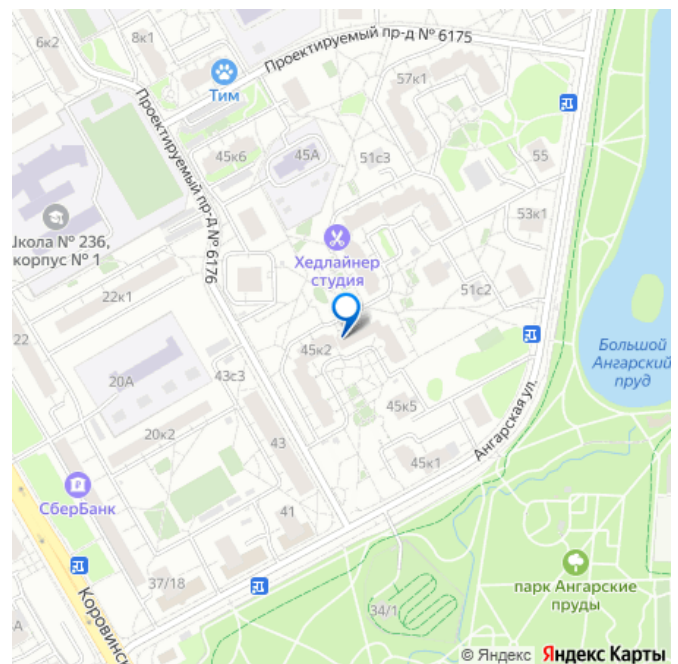 6к2
8к1
Проектируемый пр-д № 6175
57к1
Тим
Проектируемый пр-д № 6176
45к6
45А
51с3
55
53к1
Школа № 236,
корпус № 1
Хедлайнер
студия
22к1
51с2
22
45к2
Большой
Ангарский
пруд
20А
43с3
45к5
Ангарская ул.
20к2
43
45к1
СберБанк
41
37/18
Коровинск
34/1
парк Ангарские
пруды
А
© Яндекс Яндекс Карты